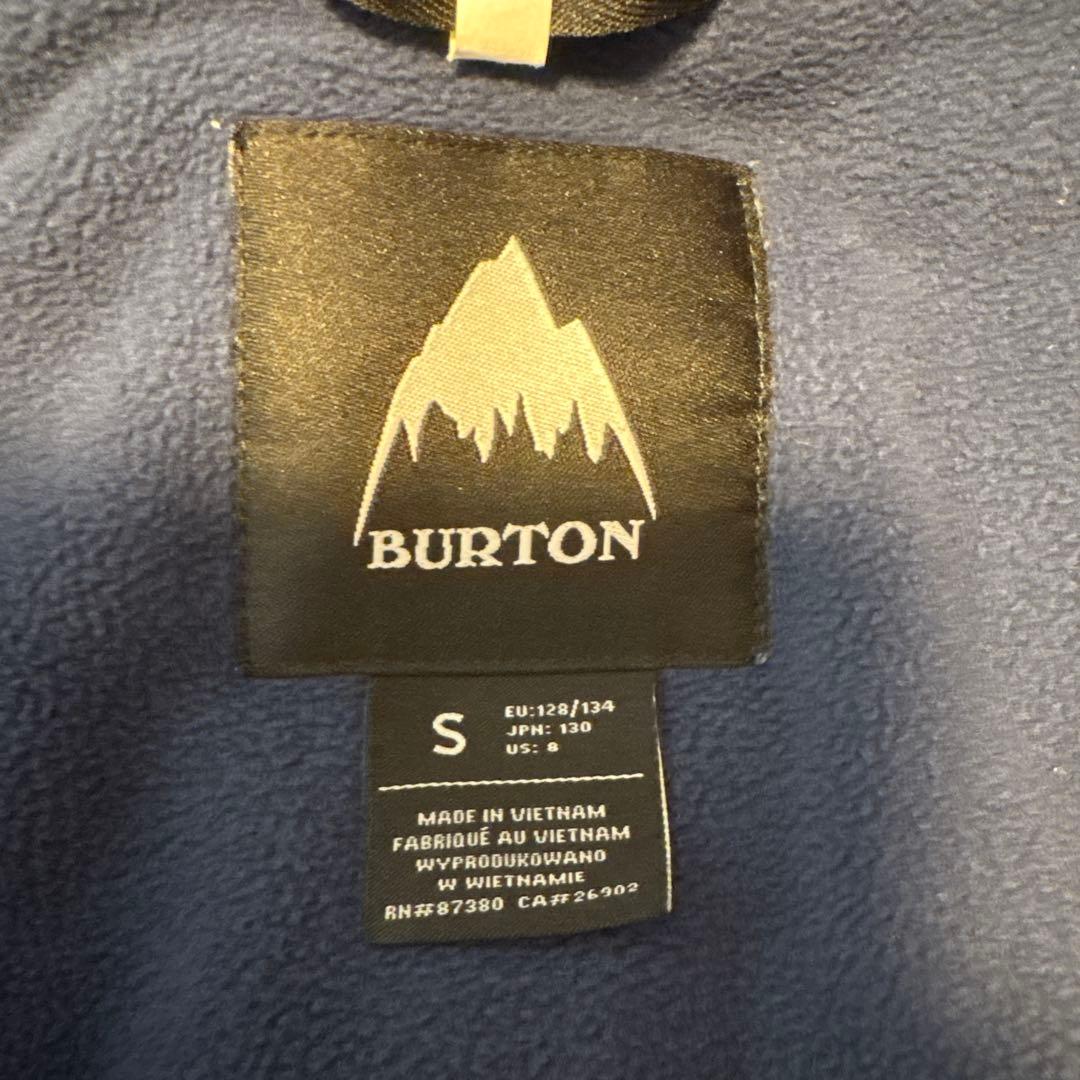 BURTON
S
EU:128/134
JPN: 130
US: 8
MADE IN VIETNAM
FABRIQUÉ AU VIETNAM
WYPRODUKOWANO
W WIETNAMIE
RN#87380 CA#26902